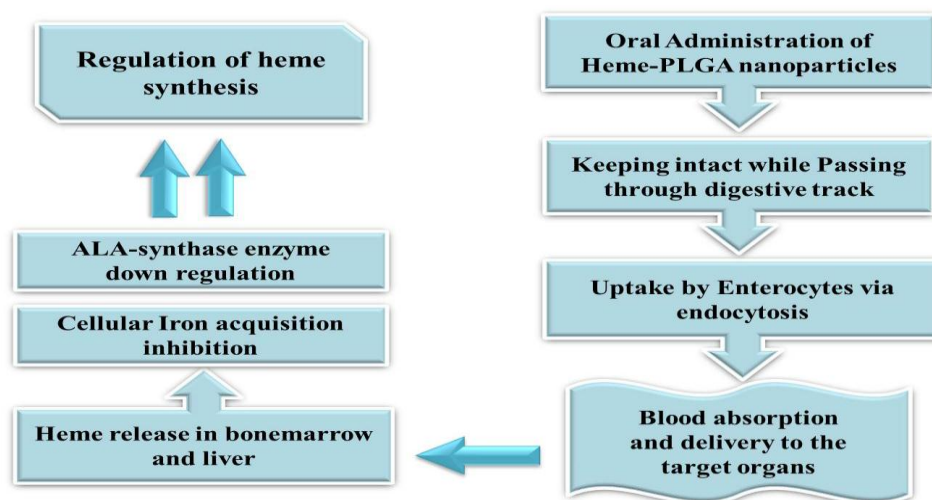 Oral Administration of
Heme-PLGA nanoparticles
Keeping intact while Passing
through digestive track
Uptake by Enterocytes via
endocytosis
Blood absorption
and delivery to the
target organs
Heme release in bonemarrow
and liver
Cellular Iron acquisition
inhibition
ALA-synthase enzyme
down regulation
Regulation of heme
synthesis